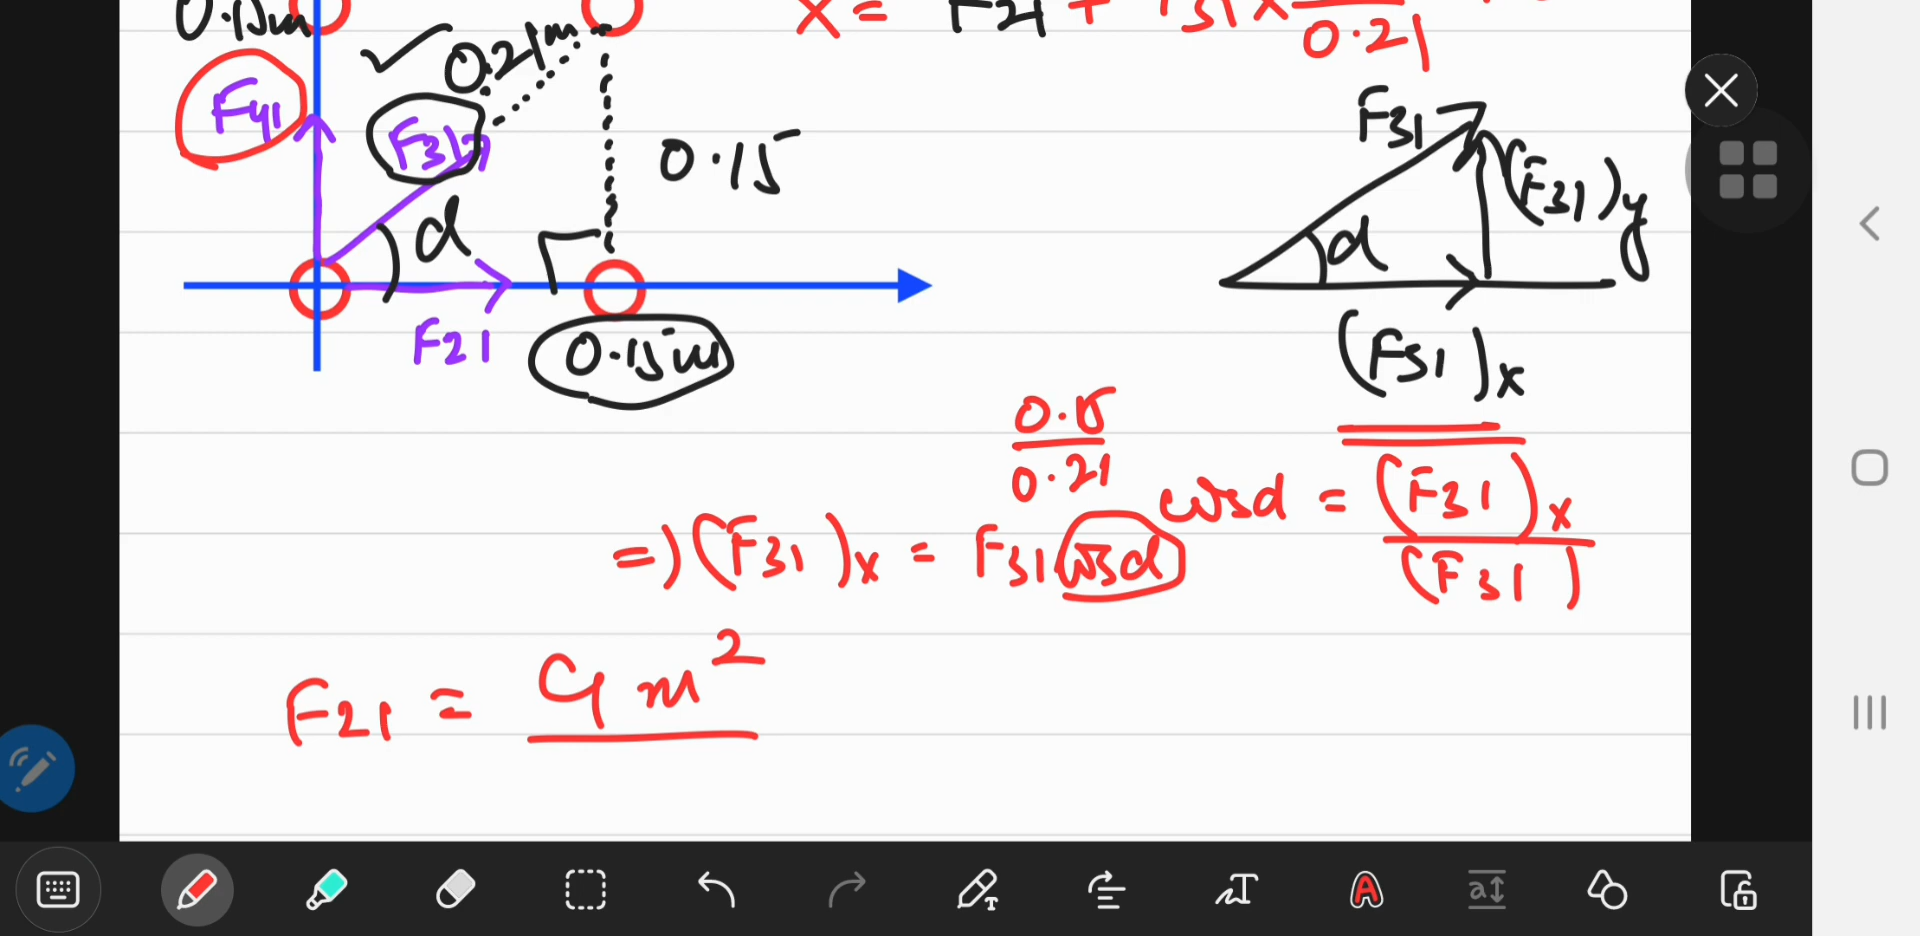 0.15m
x = F21 + F31 x
0.21
0.21m
F41
F31
α
0.15
F21
0.15m
F31
(F31)y
α
(F31)x
0.15
0.21
cosα = (F31)x
(F31)
=) (F31)x = F31 cosα
F21 = G m2